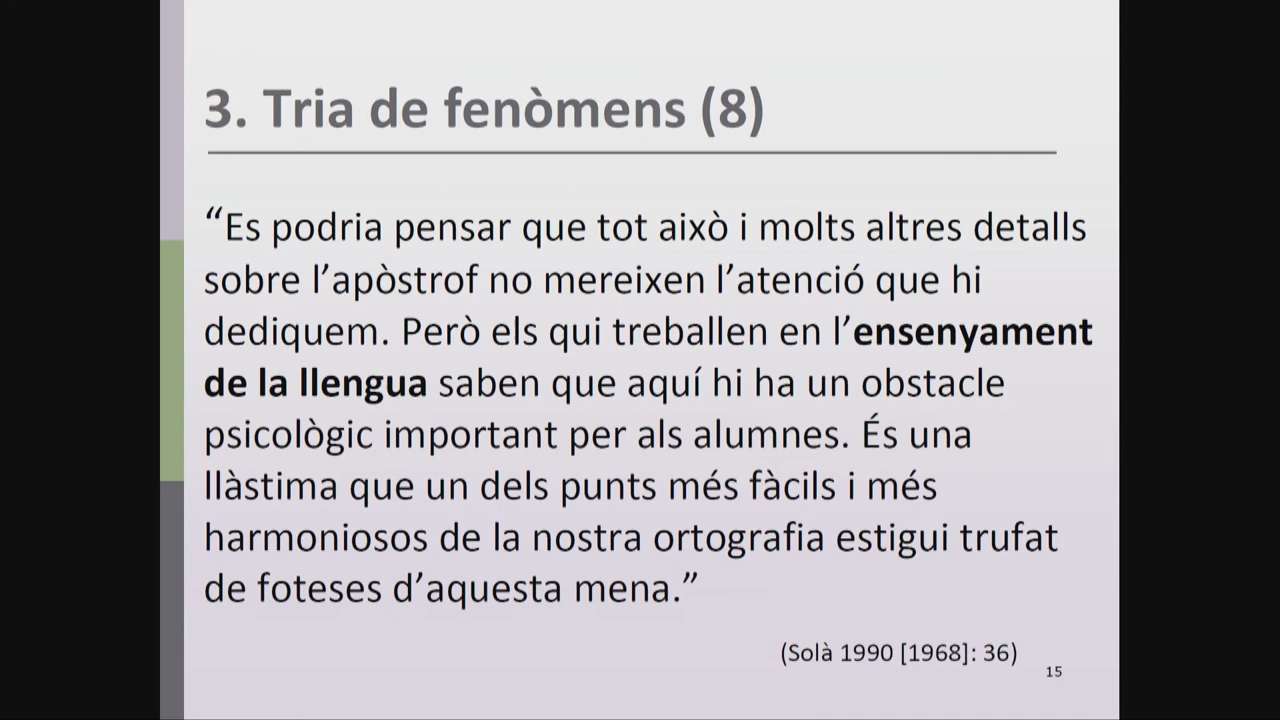 3. Tria de fenòmens (8)
“Es podria pensar que tot això i molts altres detalls
sobre l’apòstrof no mereixen l’atenció que hi
dediquem. Però els qui treballen en l’ensenyament
de la llengua saben que aquí hi ha un obstacle
psicològic important per als alumnes. És una
llàstima que un dels punts més fàcils i més
harmoniosos de la nostra ortografia estigui trufat
de foteses d’aquesta mena.”
(Solà 1990 [1968]: 36)
15